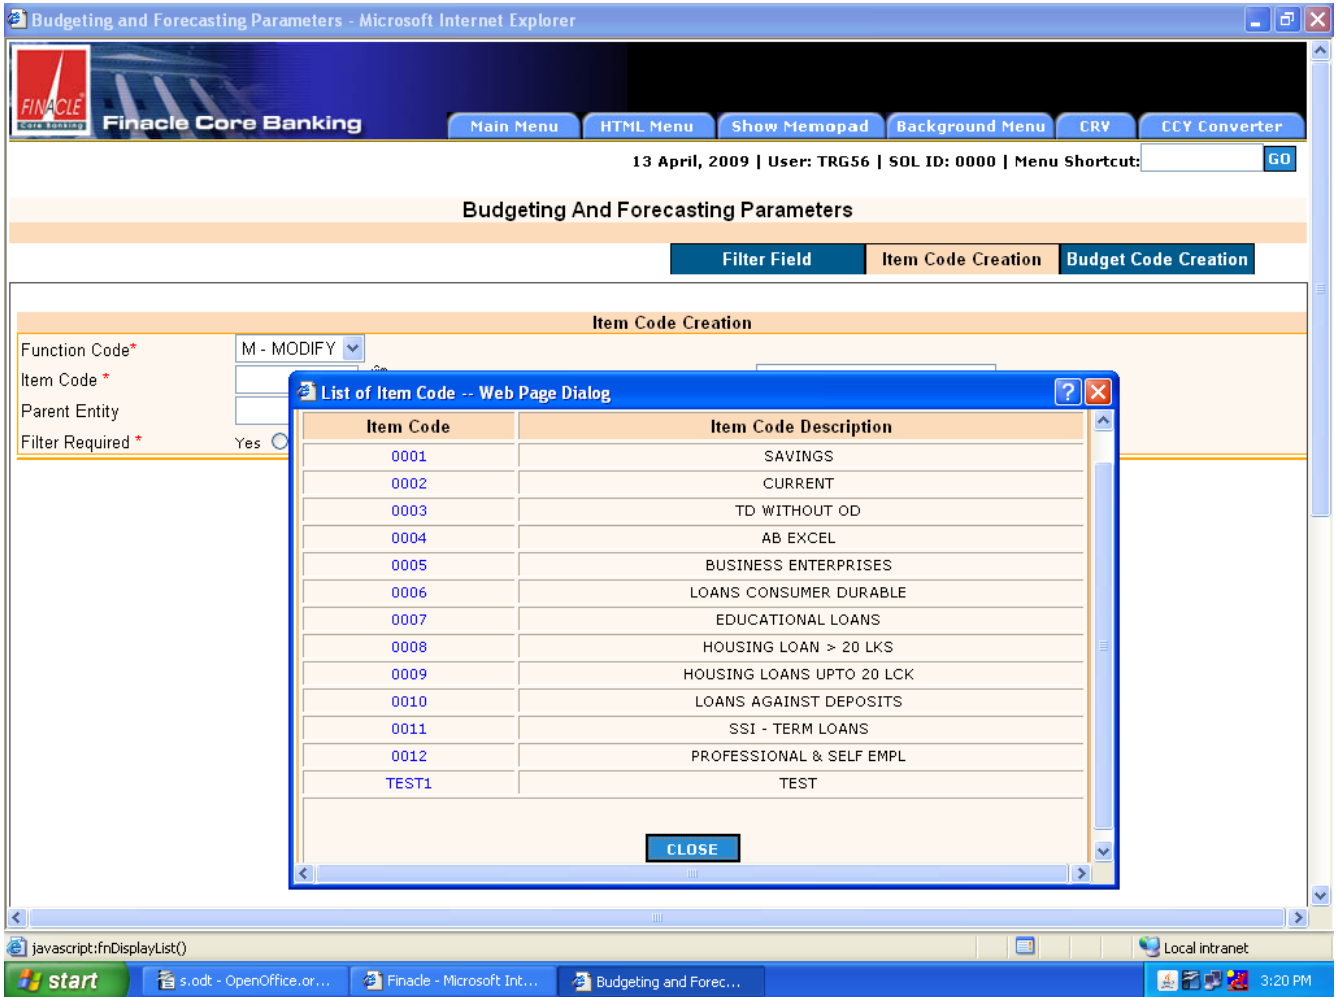 Budgeting and Forecasting Parameters - Microsoft Internet Explorer
FINACLE
Core Banking
Finacle Core Banking
Main Menu HTML Menu Show Memopad Background Menu CRV CCY Converter
13 April, 2009 | User: TRG56 | SOL ID: 0000 | Menu Shortcut: GO
Budgeting And Forecasting Parameters
Filter Field Item Code Creation Budget Code Creation
Item Code Creation
Function Code* M - MODIFY
Item Code *
Parent Entity
Filter Required * Yes
List of Item Code -- Web Page Dialog
Item Code Item Code Description
0001 SAVINGS
0002 CURRENT
0003 TD WITHOUT OD
0004 AB EXCEL
0005 BUSINESS ENTERPRISES
0006 LOANS CONSUMER DURABLE
0007 EDUCATIONAL LOANS
0008 HOUSING LOAN > 20 LKS
0009 HOUSING LOANS UPTO 20 LCK
0010 LOANS AGAINST DEPOSITS
0011 SSI - TERM LOANS
0012 PROFESSIONAL & SELF EMPL
TEST1 TEST
CLOSE
javascript:fnDisplayList() Local intranet
start s.odt - OpenOffice.or... Finacle - Microsoft Int... Budgeting and Forec... 3:20 PM